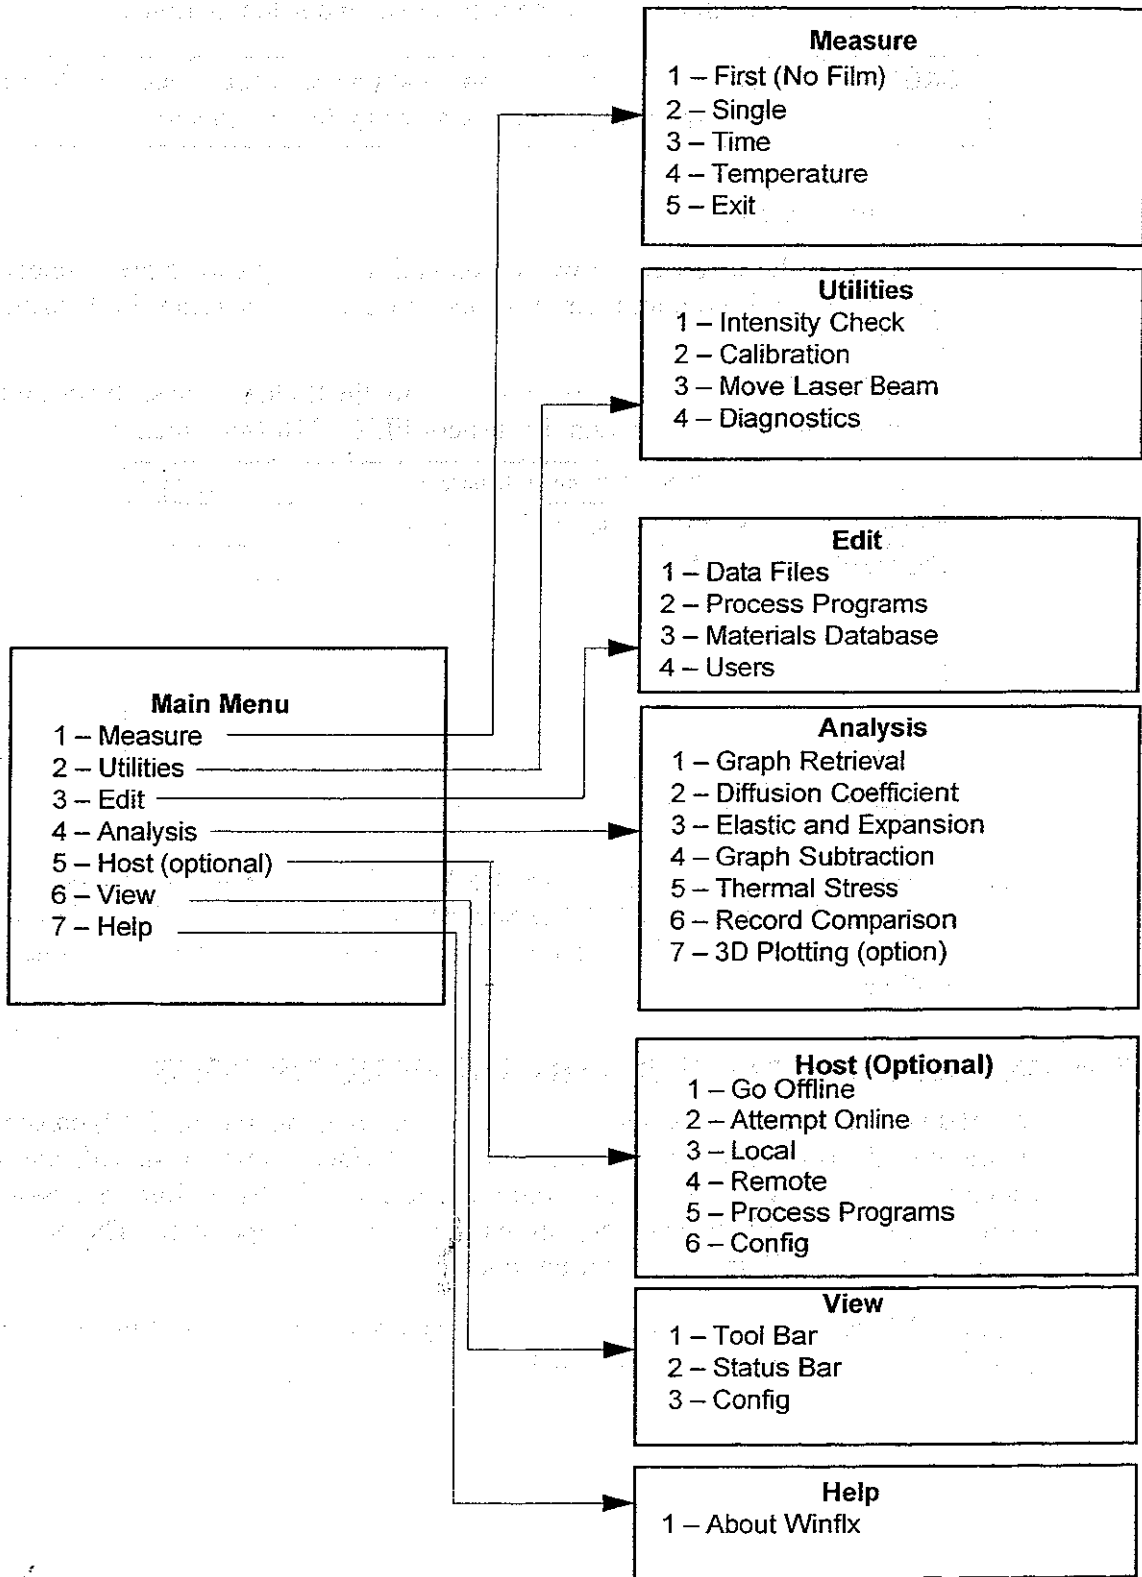 Measure
1 – First (No Film)
2 – Single
3 – Time
4 – Temperature
5 – Exit
Utilities
1 – Intensity Check
2 – Calibration
3 – Move Laser Beam
4 – Diagnostics
Edit
1 – Data Files
2 – Process Programs
3 – Materials Database
4 – Users
Main Menu
1 – Measure
2 – Utilities
3 – Edit
4 – Analysis
5 – Host (optional)
6 – View
7 – Help
Analysis
1 – Graph Retrieval
2 – Diffusion Coefficient
3 – Elastic and Expansion
4 – Graph Subtraction
5 – Thermal Stress
6 – Record Comparison
7 – 3D Plotting (option)
Host (Optional)
1 – Go Offline
2 – Attempt Online
3 – Local
4 – Remote
5 – Process Programs
6 – Config
View
1 – Tool Bar
2 – Status Bar
3 – Config
Help
1 – About Winflx